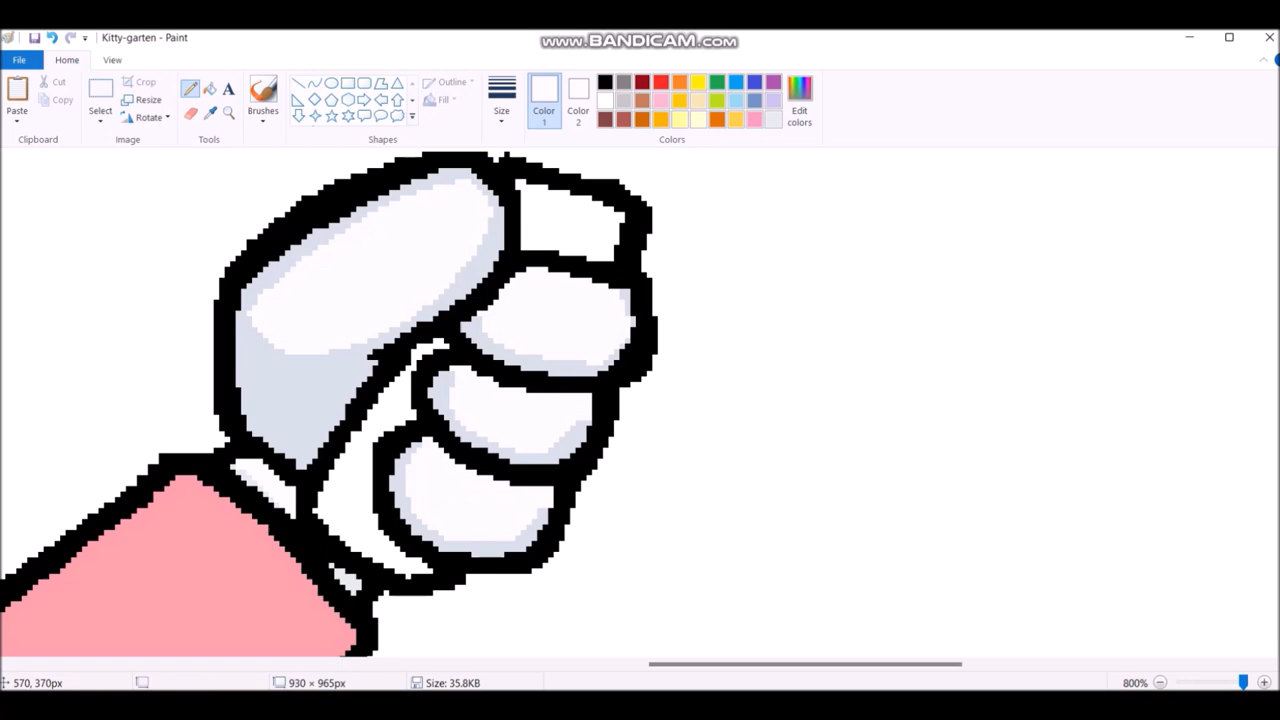 Kitty-garten - Paint
www.BANDICAM.com
File
Home
View
Paste
Cut
Copy
Clipboard
Select
Crop
Resize
Rotate
Image
A
Tools
Brushes
Outline
Fill
Shapes
Size
Color
1
Color
2
Edit
colors
Colors
570, 370px
930 × 965px
Size: 35.8KB
800%